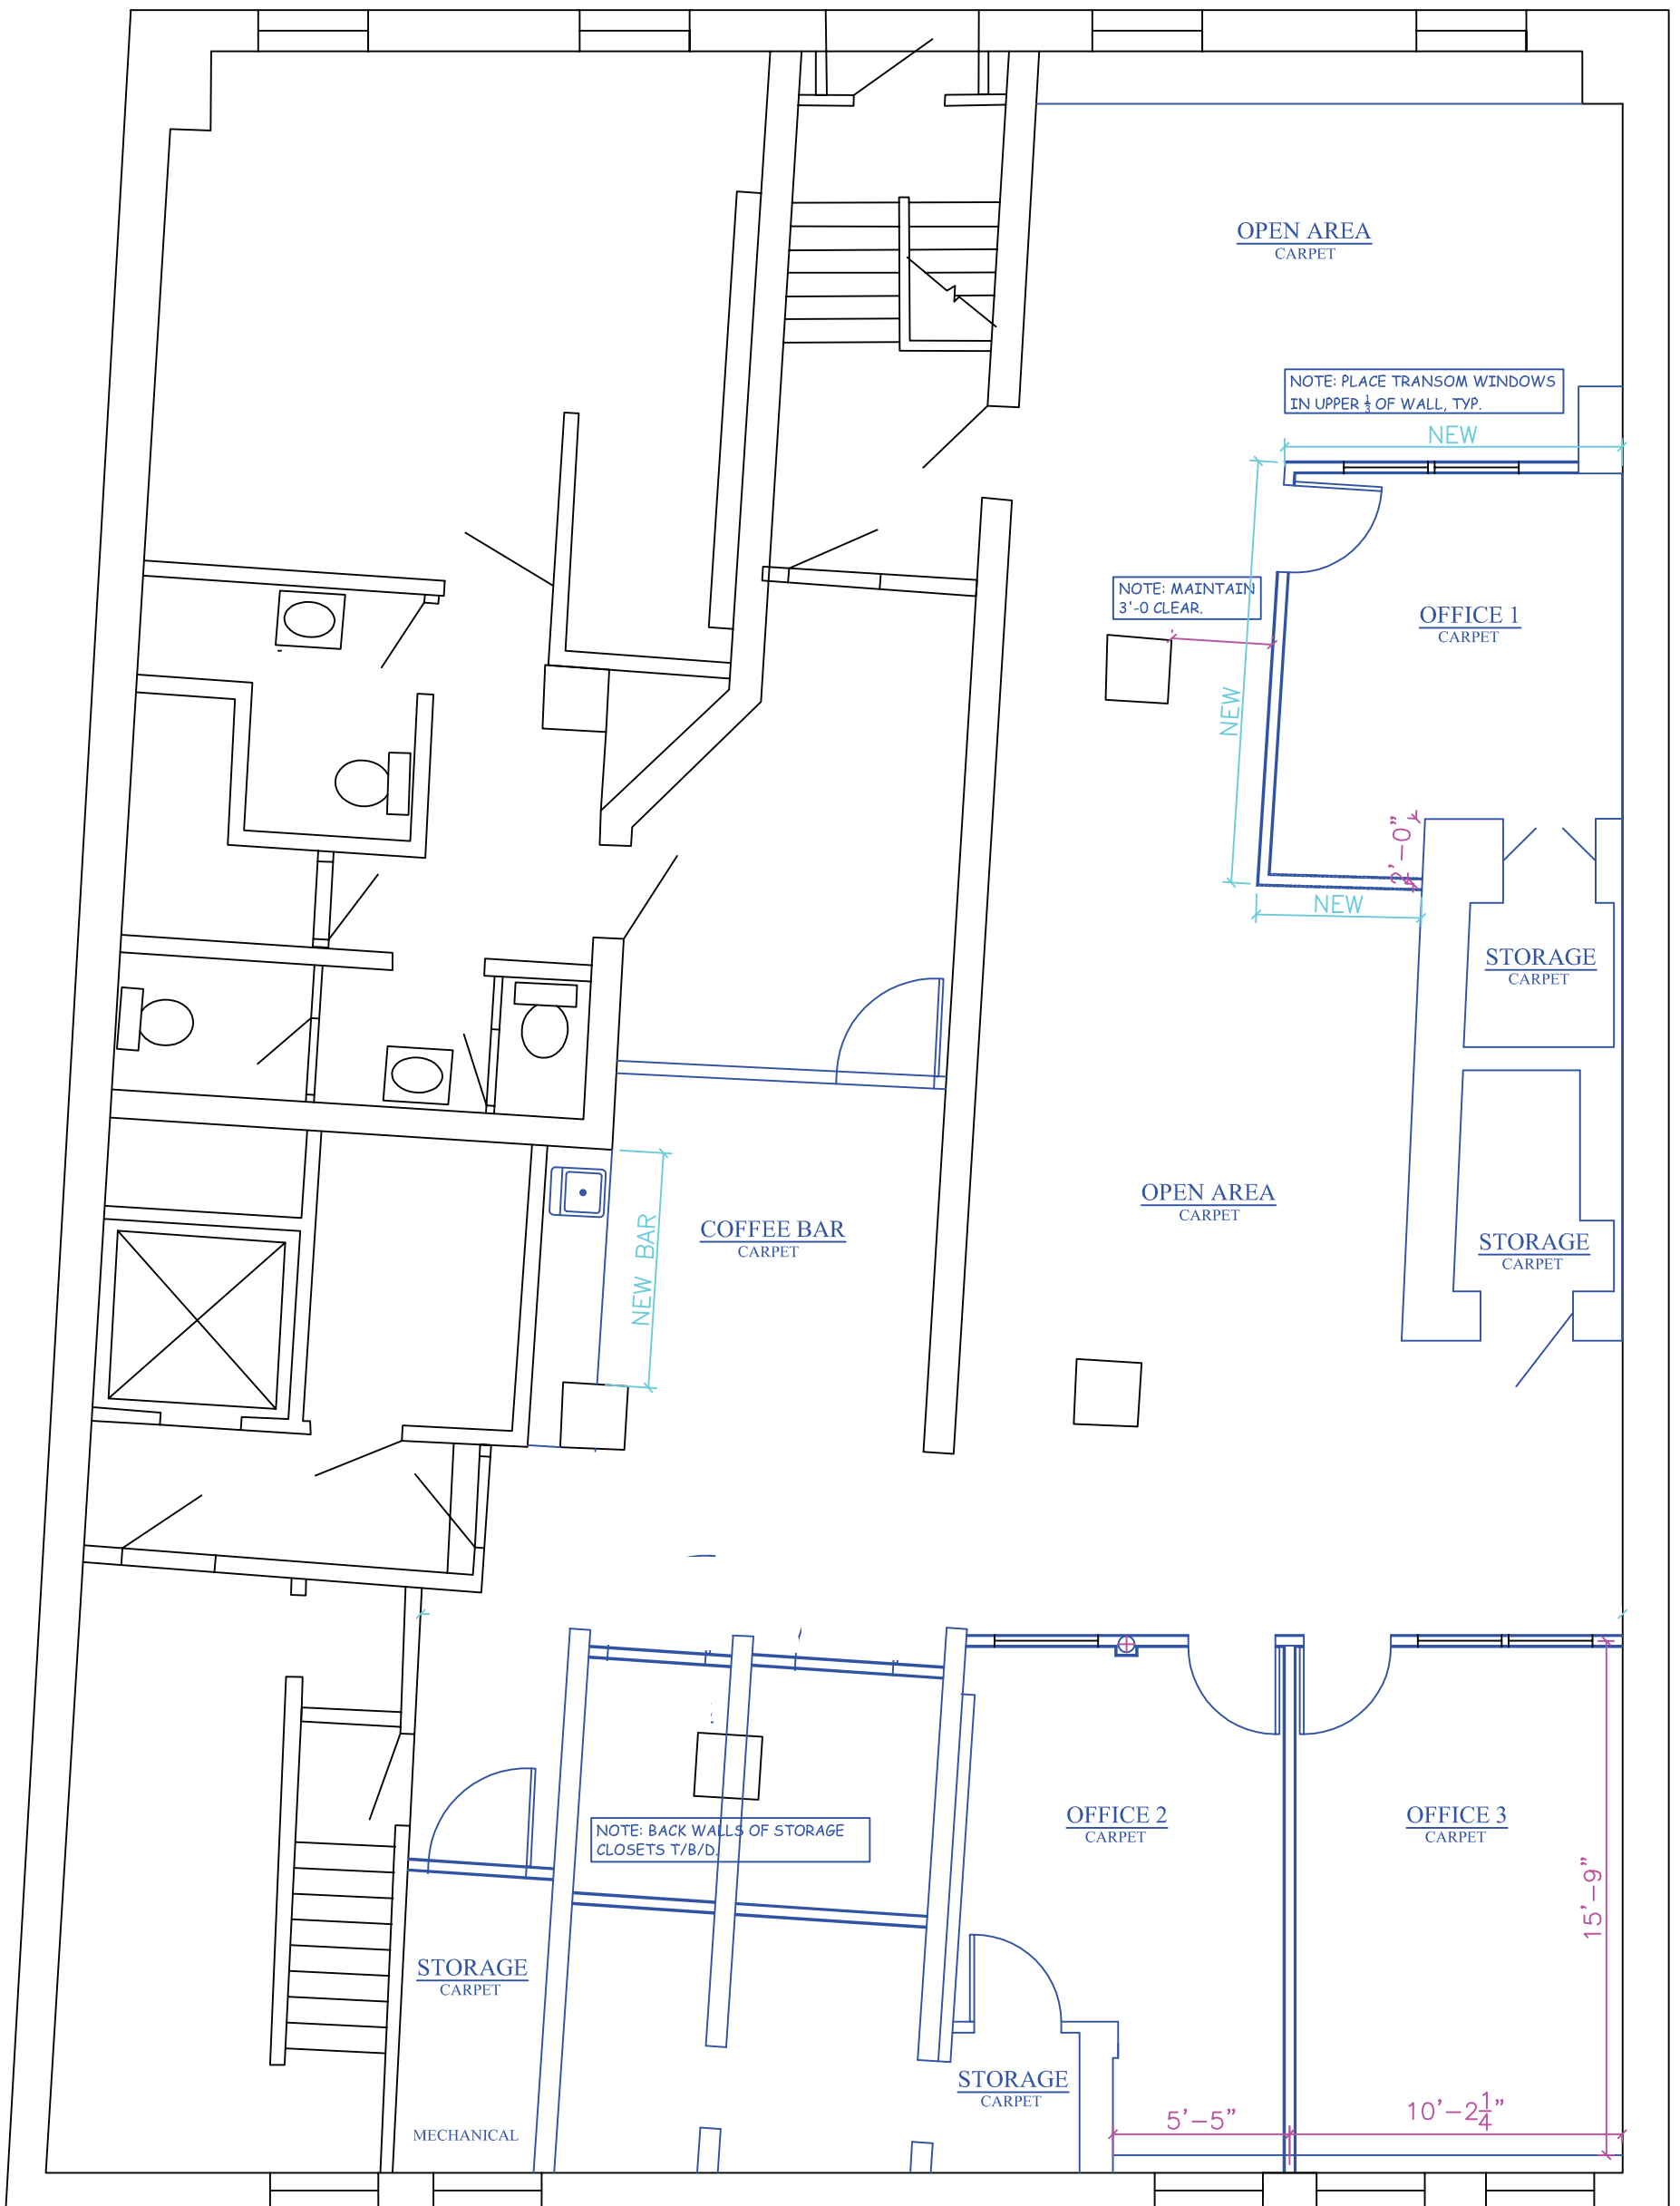 OPEN AREA
CARPET
NOTE: PLACE TRANSOM WINDOWS
IN UPPER 1/3 OF WALL, TYP.
NEW
NOTE: MAINTAIN
3'-0 CLEAR.
OFFICE 1
CARPET
NEW
2'-0"
NEW
STORAGE
CARPET
OPEN AREA
CARPET
COFFEE BAR
CARPET
NEW BAR
STORAGE
CARPET
OFFICE 2
CARPET
OFFICE 3
CARPET
NOTE: BACK WALLS OF STORAGE
CLOSETS T/B/D.
15'-9"
STORAGE
CARPET
STORAGE
CARPET
5'-5"
10'-2 1/4"
MECHANICAL